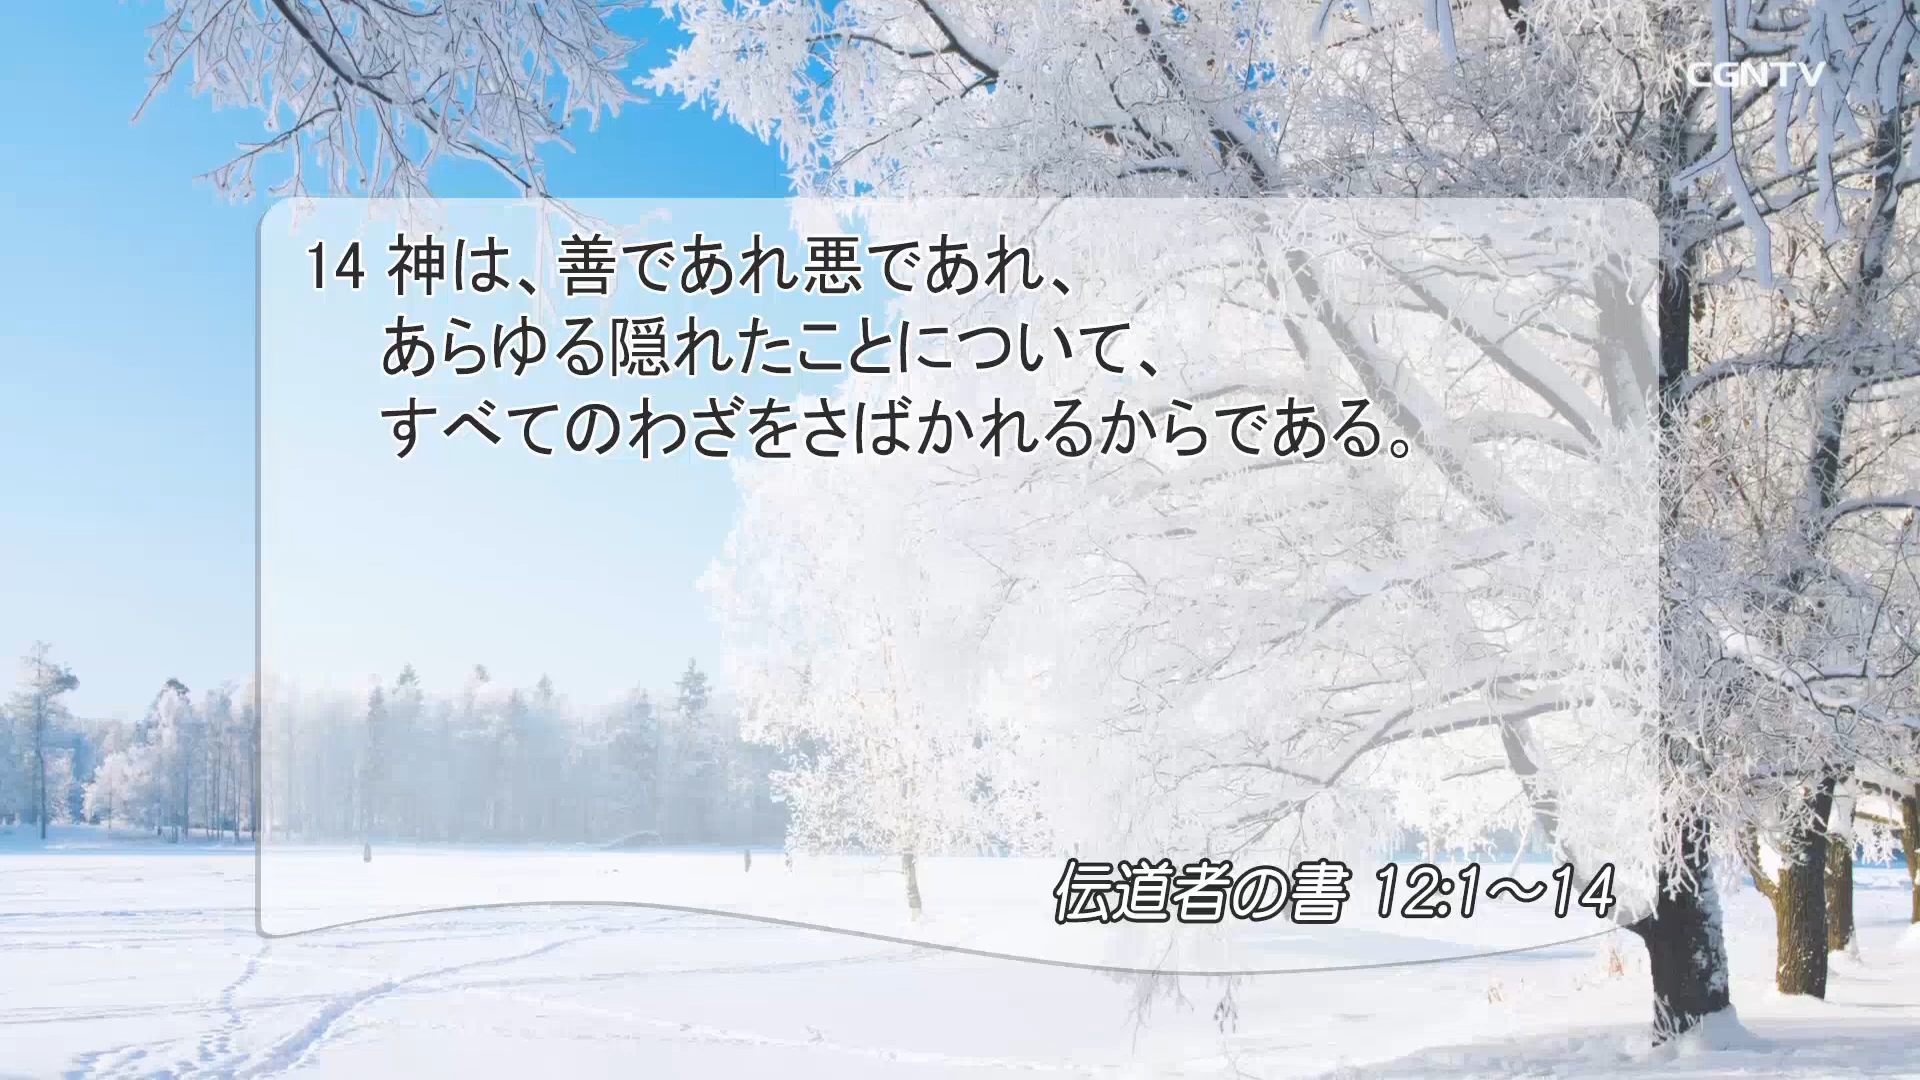 CGNTV
14 神は、善であれ悪であれ、
あらゆる隠れたことについて、
すべてのわざをさばかれるからである。
伝道者の書 12:1～14